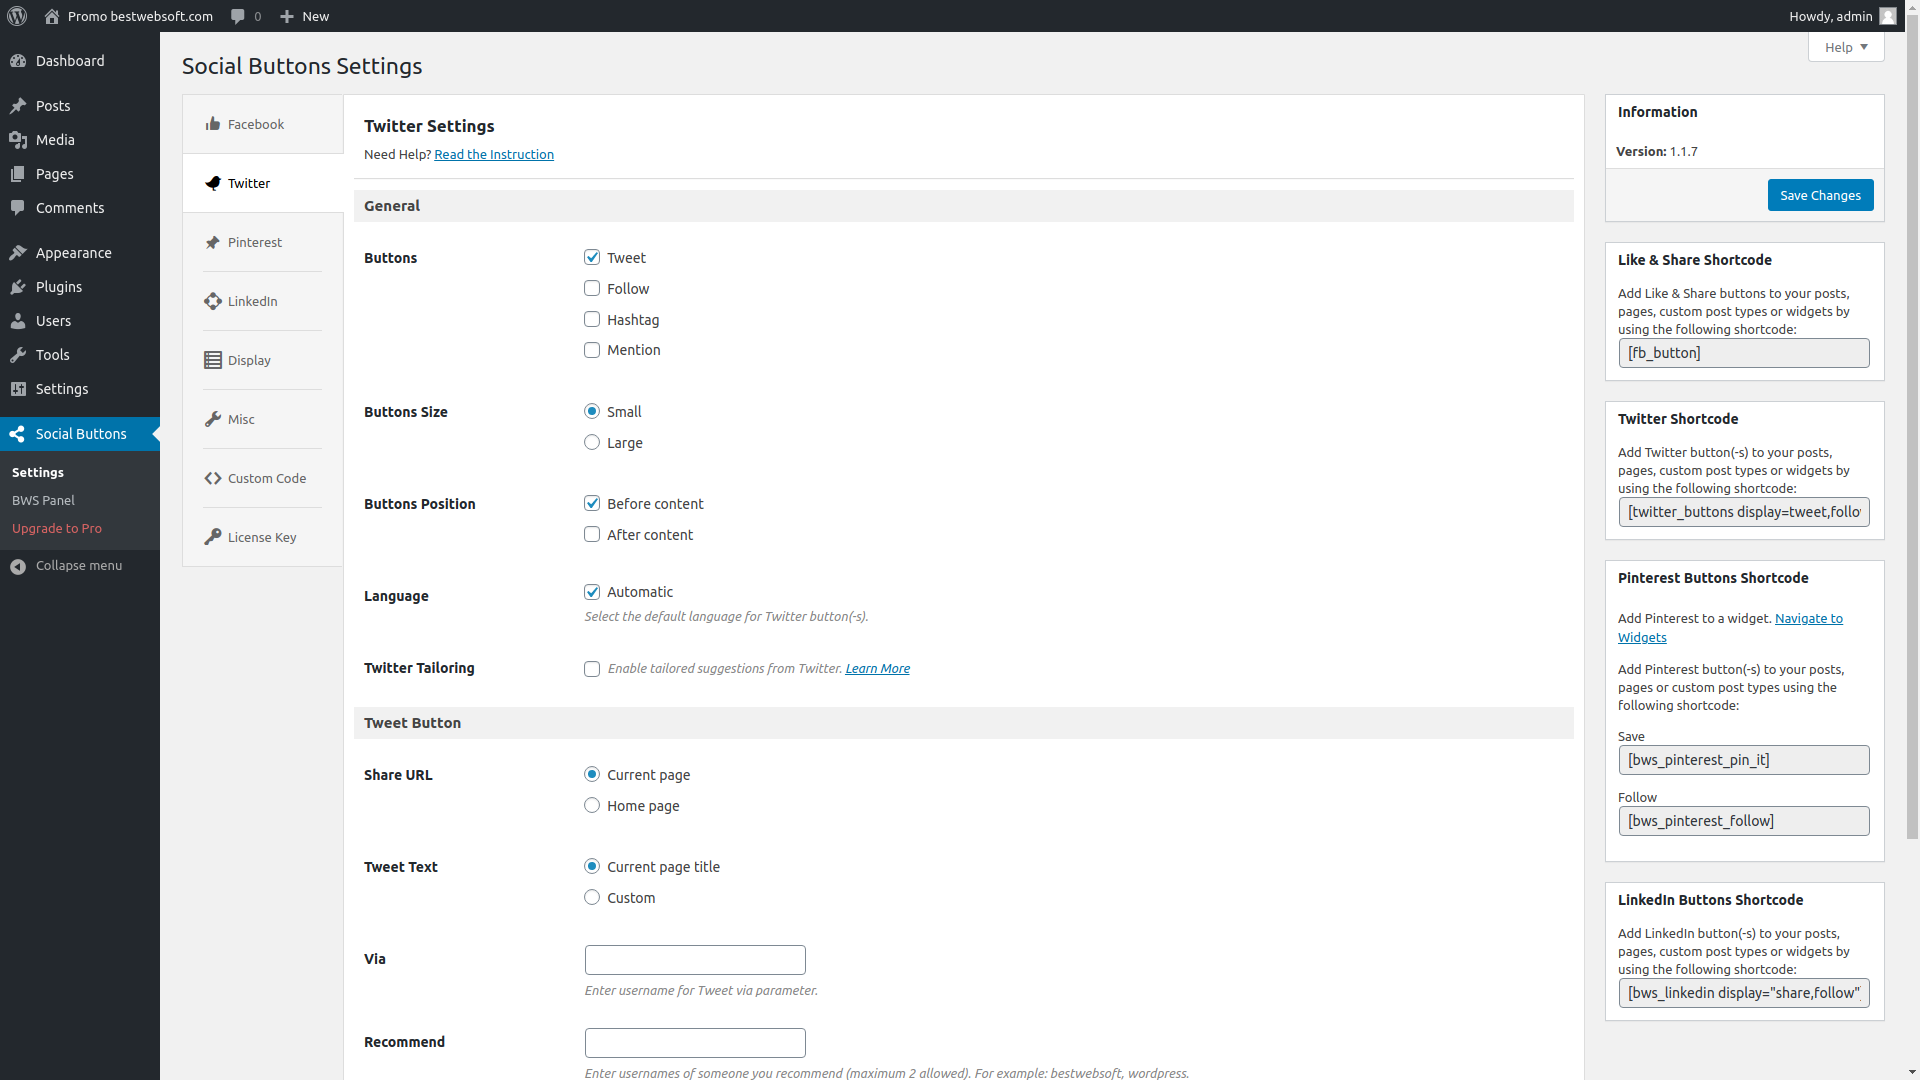 Promo bestwebsoft.com
0
New
Howdy, admin
Help
Dashboard
Posts
Media
Pages
Comments
Appearance
Plugins
Users
Tools
Settings
Social Buttons
Settings
BWS Panel
Upgrade to Pro
Collapse menu
Social Buttons Settings
Facebook
Twitter
Pinterest
LinkedIn
Display
Misc
Custom Code
License Key
Twitter Settings
Need Help? Read the Instruction
General
Buttons
Tweet
Follow
Hashtag
Mention
Buttons Size
Small
Large
Buttons Position
Before content
After content
Language
Automatic
Select the default language for Twitter button(-s).
Twitter Tailoring
Enable tailored suggestions from Twitter. Learn More
Tweet Button
Share URL
Current page
Home page
Tweet Text
Current page title
Custom
Via
Enter username for Tweet via parameter.
Recommend
Enter usernames of someone you recommend (maximum 2 allowed). For example: bestwebsoft, wordpress.
Information
Version: 1.1.7
Save Changes
Like & Share Shortcode
Add Like & Share buttons to your posts,
pages, custom post types or widgets by
using the following shortcode:
[fb_button]
Twitter Shortcode
Add Twitter button(-s) to your posts,
pages, custom post types or widgets by
using the following shortcode:
[twitter_buttons display=tweet,follo
Pinterest Buttons Shortcode
Add Pinterest to a widget. Navigate to
Widgets
Add Pinterest button(-s) to your posts,
pages or custom post types using the
following shortcode:
Save
[bws_pinterest_pin_it]
Follow
[bws_pinterest_follow]
LinkedIn Buttons Shortcode
Add LinkedIn button(-s) to your posts,
pages, custom post types or widgets by
using the following shortcode:
[bws_linkedin display="share,follow"